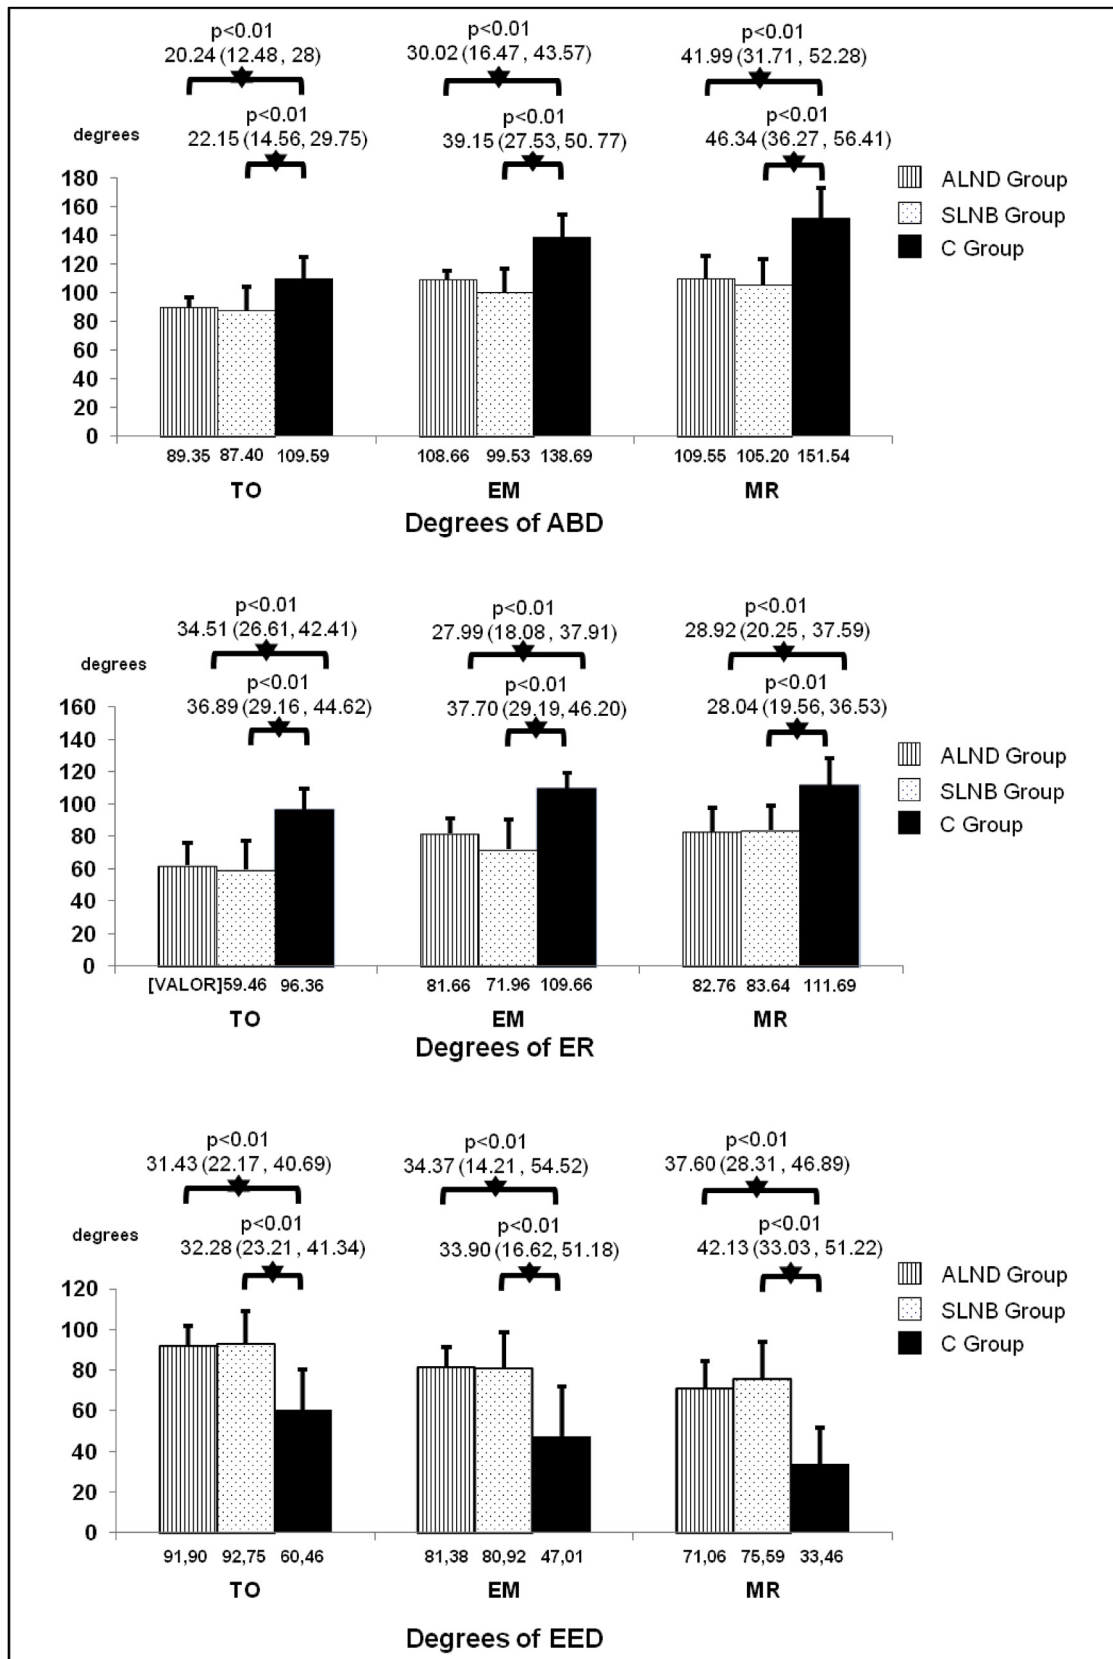 p<0.01 p<0.01 p<0.01
20.24 (12.48, 28) 30.02 (16.47, 43.57) 41.99 (31.71 , 52.28)
p<0.01 p<0.01 p<0.01
degrees 22.15 (14.56, 29.75) 39.15 (27.53, 50. 77) 46.34 (36.27 , 56.41)
180
160
140
120
100
80
60
40
20
0
ALND Group
SLNB Group
C Group
89.35 87.40 109.59 108.66 99.53 138.69 109.55 105.20 151.54
TO EM MR
Degrees of ABD
p<0.01 p<0.01 p<0.01
34.51 (26.61, 42.41) 27.99 (18.08 , 37.91) 28.92 (20.25 , 37.59)
degrees p<0.01 p<0.01 p<0.01
36.89 (29.16 , 44.62) 37.70 (29.19, 46.20) 28.04 (19.56 , 36.53)
160
140
120
100
80
60
40
20
0
ALND Group
SLNB Group
C Group
[VALOR] 59.46 96.36 81.66 71.96 109.66 82.76 83.64 111.69
TO EM MR
Degrees of ER
p<0.01 p<0.01 p<0.01
31.43 (22.17 , 40.69) 34.37 (14.21 , 54.52) 37.60 (28.31 , 46.89)
degrees p<0.01 p<0.01 p<0.01
32.28 (23.21 , 41.34) 33.90 (16.62, 51.18) 42.13 (33.03 , 51.22)
120
100
80
60
40
20
0
ALND Group
SLNB Group
C Group
91,90 92,75 60,46 81,38 80,92 47,01 71,06 75,59 33,46
TO EM MR
Degrees of EED